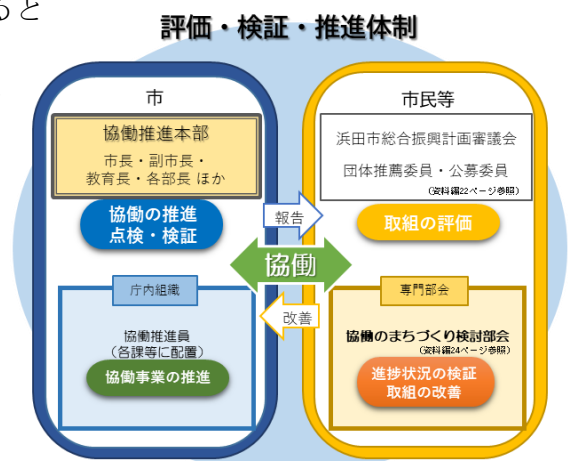 ると
評価・検証・推進体制
市
協働推進本部
市長・副市長・
教育長・各部長 ほか
協働の推進
点検・検証
庁内組織
協働推進員
（各課等に配置）
協働事業の推進
報告
協働
改善
市民等
浜田市総合振興計画審議会
団体推薦委員・公募委員
（資料編22ページ参照）
取組の評価
専門部会
協働のまちづくり検討部会
（資料編24ページ参照）
進捗状況の検証
取組の改善